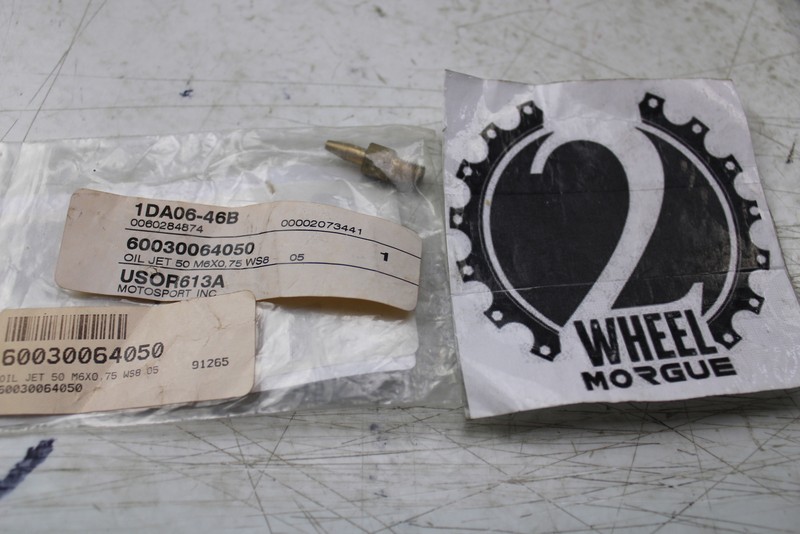 1DA06-46B
0060284874 00002073441
60030064050
OIL JET 50 M6X0,75 WS8 05 1
USOR613A
MOTOSPORT INC
60030064050
OIL JET 50 M6X0.75 WS8 05 91265
60030064050
2
WHEEL
MORGUE